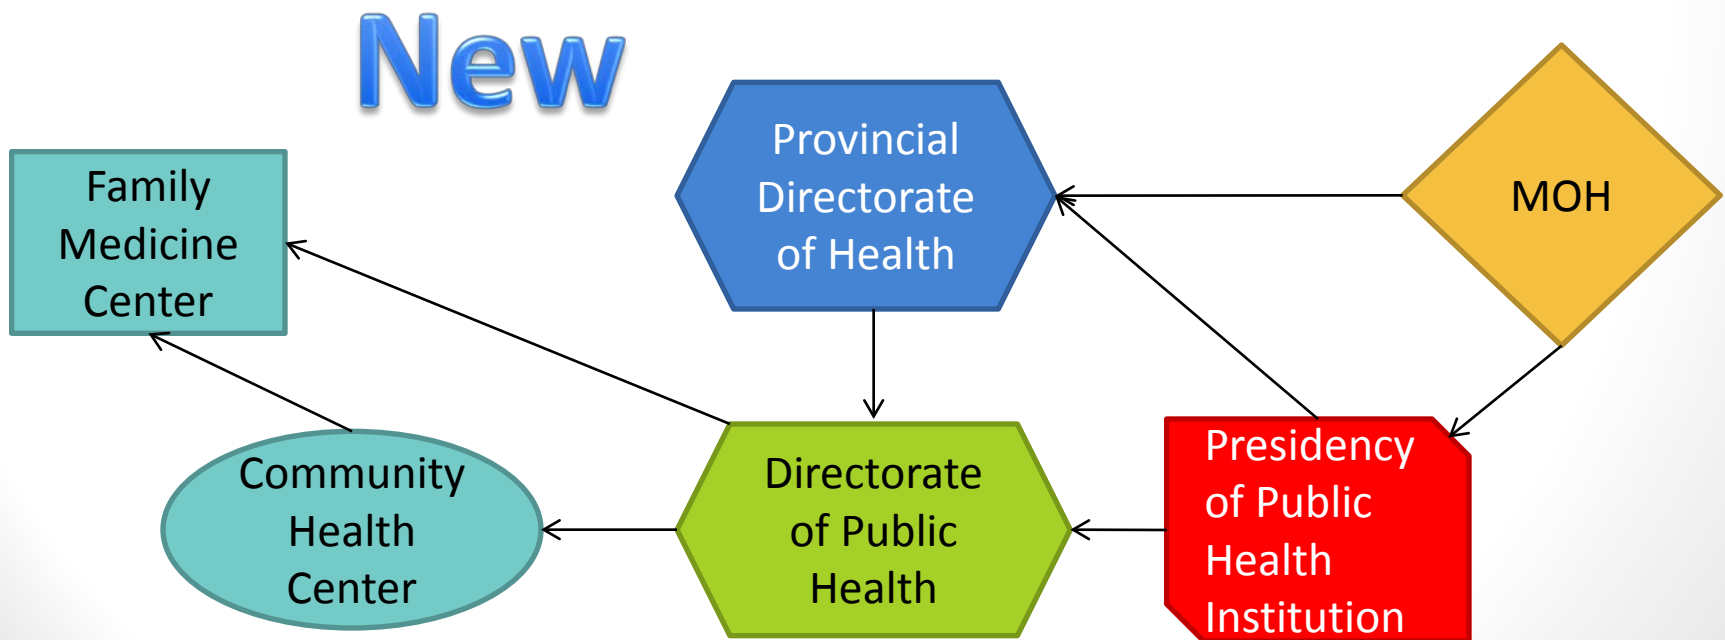 New
Family
Medicine
Center
Provincial
Directorate
of Health
MOH
Community
Health
Center
Directorate
of Public
Health
Presidency
of Public
Health
Institution